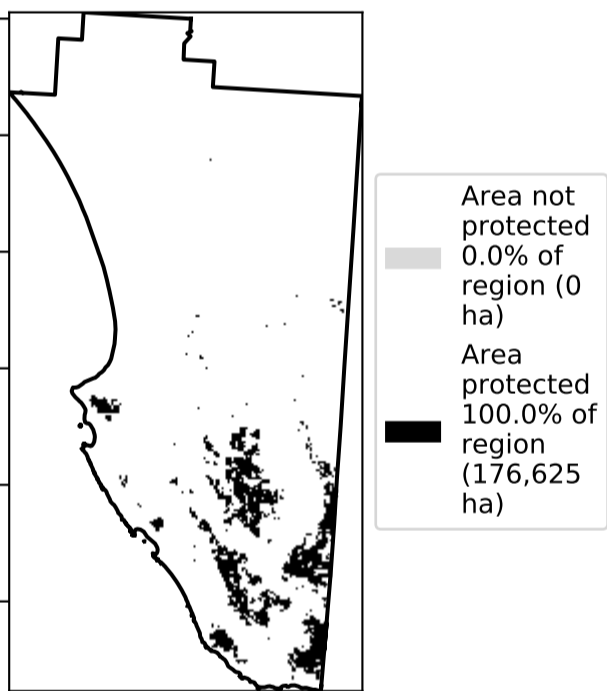 Area not
protected
0.0% of
region (0
ha)
Area
protected
100.0% of
region
(176,625
ha)